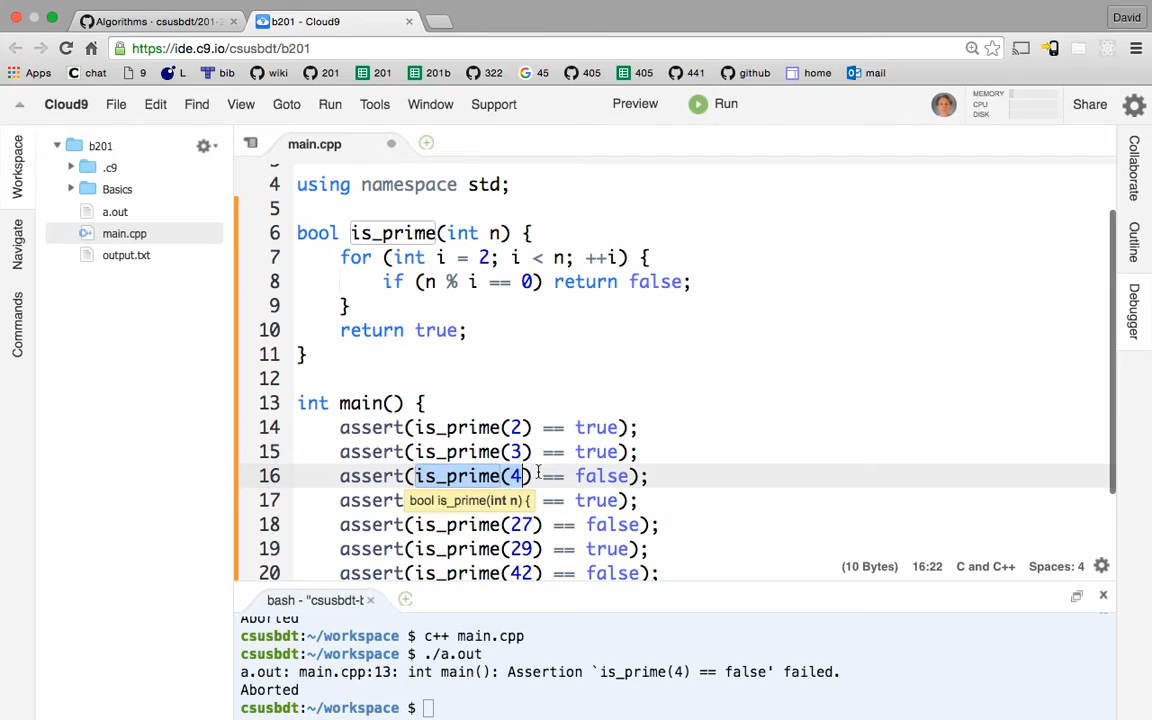 Algorithms · csusbdt/201-2
b201 - Cloud9
David
https://ide.c9.io/csusbdt/b201
Apps chat 9 L bib wiki 201 201 201b 322 45 405 405 441 github home mail
Cloud9 File Edit Find View Goto Run Tools Window Support Preview Run MEMORY CPU DISK Share
Workspace
Navigate
Commands
b201
.c9
Basics
a.out
main.cpp
output.txt
main.cpp
4 using namespace std;
5
6 bool is_prime(int n) {
7 for (int i = 2; i < n; ++i) {
8 if (n % i == 0) return false;
9 }
10 return true;
11 }
12
13 int main() {
14 assert(is_prime(2) == true);
15 assert(is_prime(3) == true);
16 assert(is_prime(4) == false);
bool is_prime(int n) {
17 assert == true);
18 assert(is_prime(27) == false);
19 assert(is_prime(29) == true);
20 assert(is_prime(42) == false);
(10 Bytes) 16:22 C and C++ Spaces: 4
Collaborate
Outline
Debugger
bash - "csusbdt-b
Aborted
csusbdt:~/workspace $ c++ main.cpp
csusbdt:~/workspace $ ./a.out
a.out: main.cpp:13: int main(): Assertion `is_prime(4) == false' failed.
Aborted
csusbdt:~/workspace $